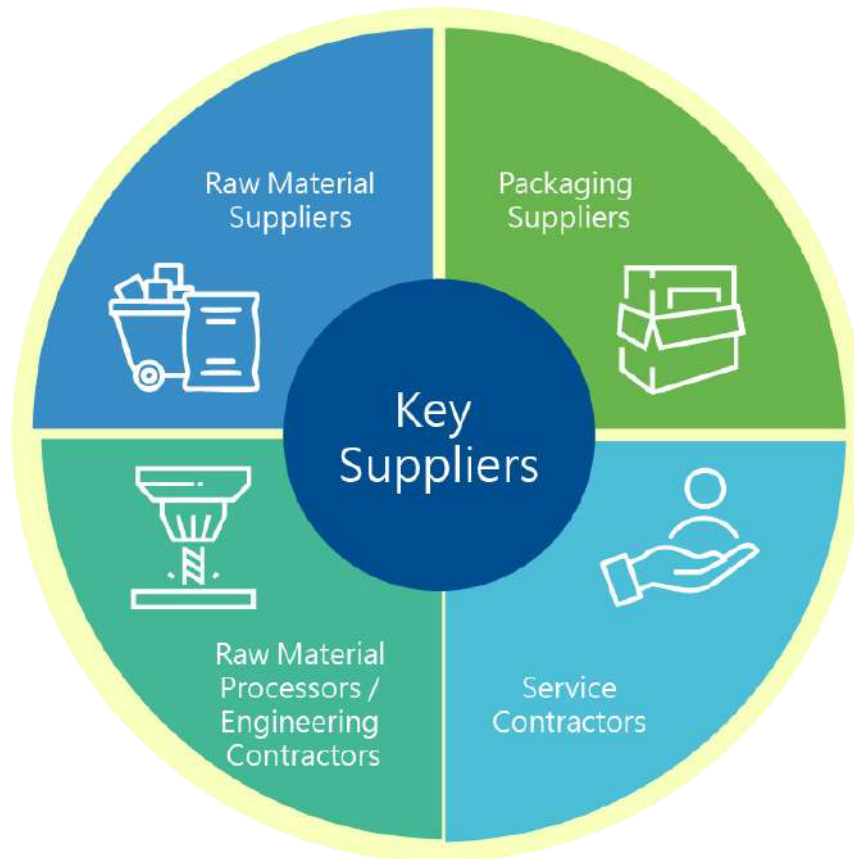 Raw Material
Suppliers
Packaging
Suppliers
Key
Suppliers
Raw Material
Processors /
Engineering
Contractors
Service
Contractors